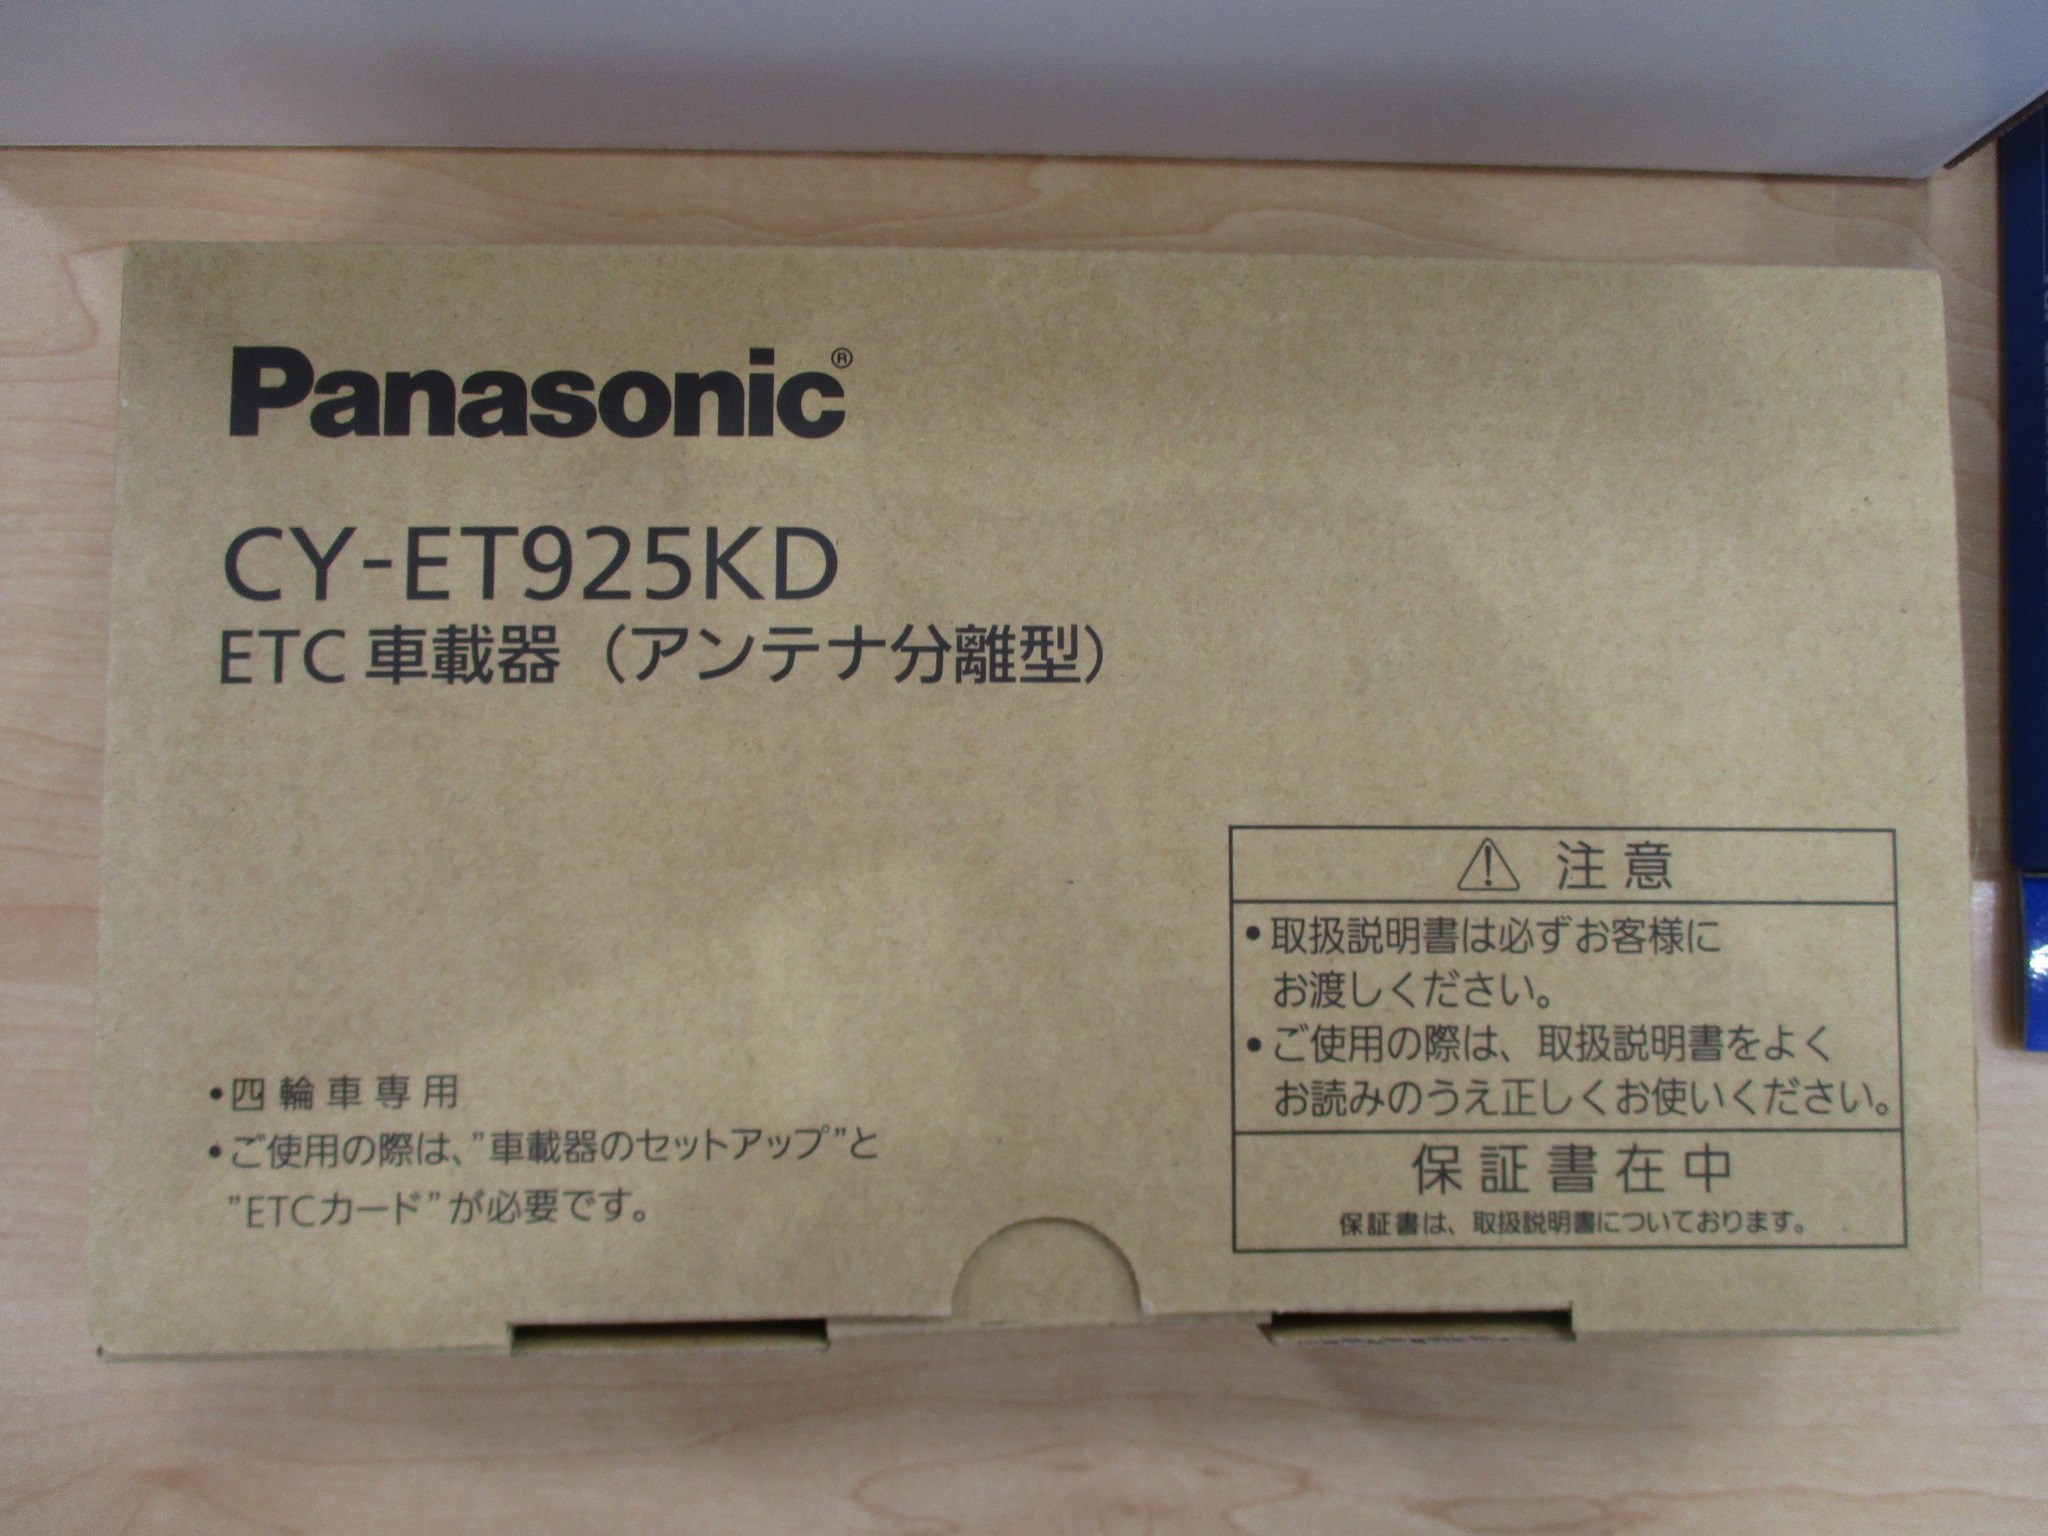 Panasonic®
CY-ET925KD
ETC 車載器（アンテナ分離型）
・四輪車専用
・ご使用の際は、”車載器のセットアップ”と
”ETCカード”が必要です。
⚠ 注意
・取扱説明書は必ずお客様に
お渡しください。
・ご使用の際は、取扱説明書をよく
お読みのうえ正しくお使いください。
保証書在中
保証書は、取扱説明書についております。